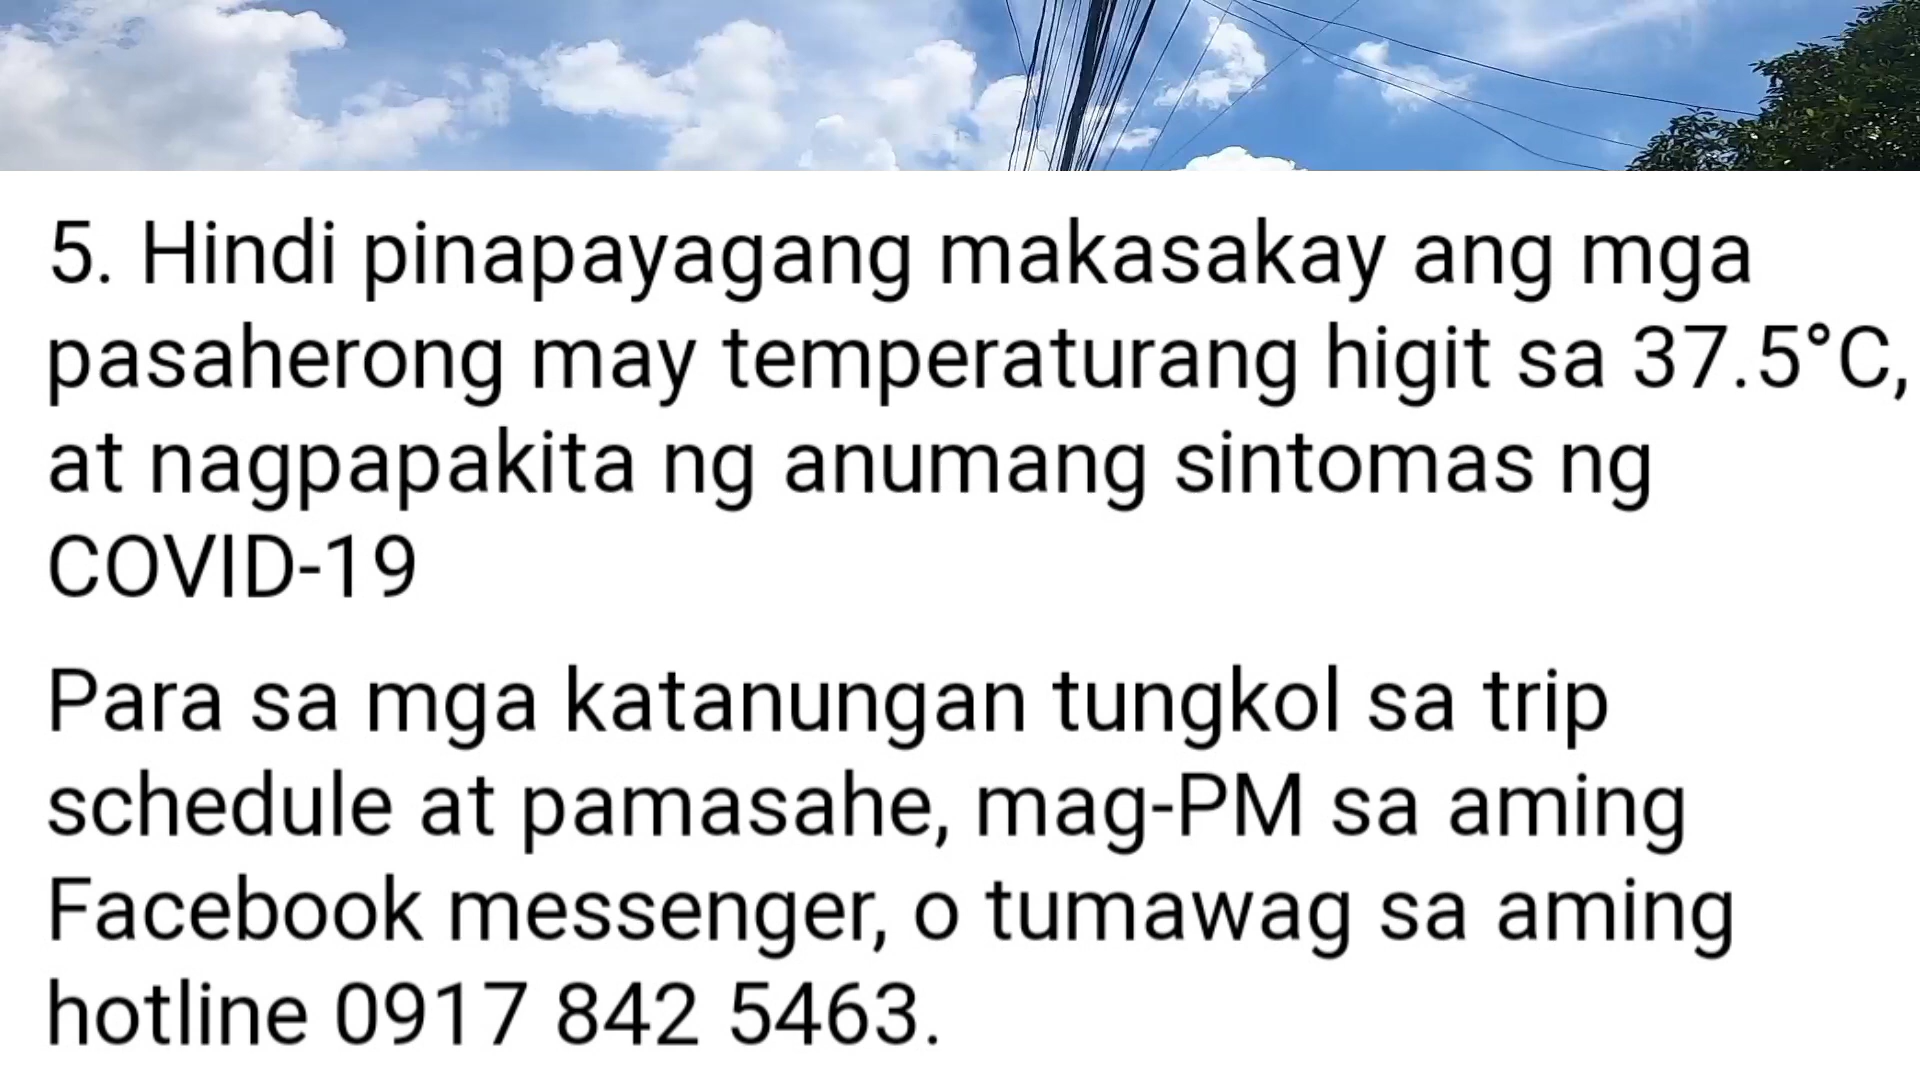 5. Hindi pinapayagang makasakay ang mga
pasaherong may temperaturang higit sa 37.5°C,
at nagpapakita ng anumang sintomas ng
COVID-19
Para sa mga katanungan tungkol sa trip
schedule at pamasahe, mag-PM sa aming
Facebook messenger, o tumawag sa aming
hotline 0917 842 5463.